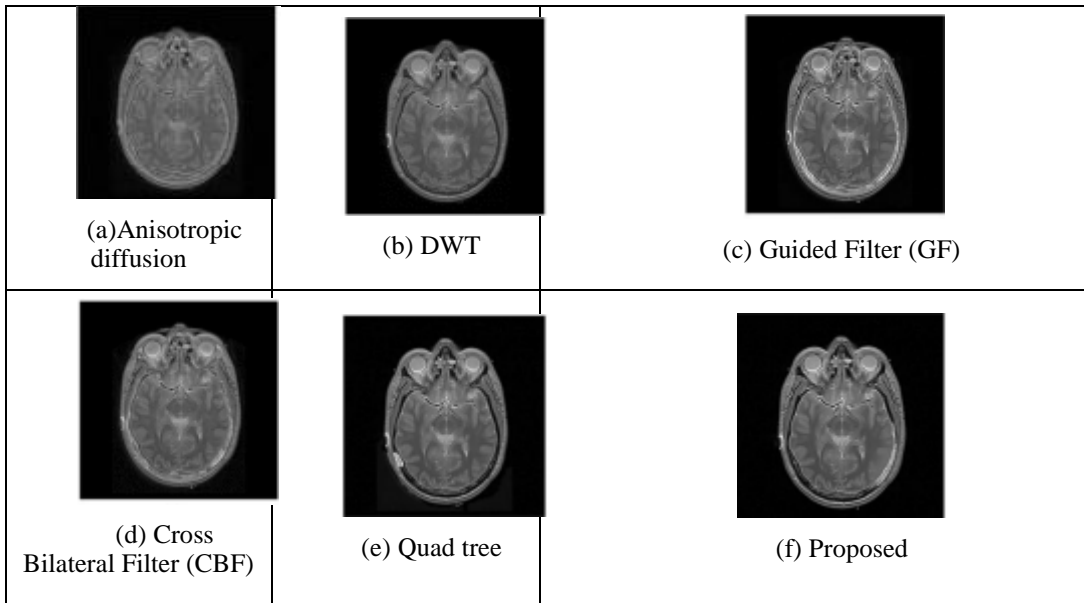 (a)Anisotropic
diffusion
(b) DWT
(c) Guided Filter (GF)
(d) Cross
Bilateral Filter (CBF)
(e) Quad tree
(f) Proposed